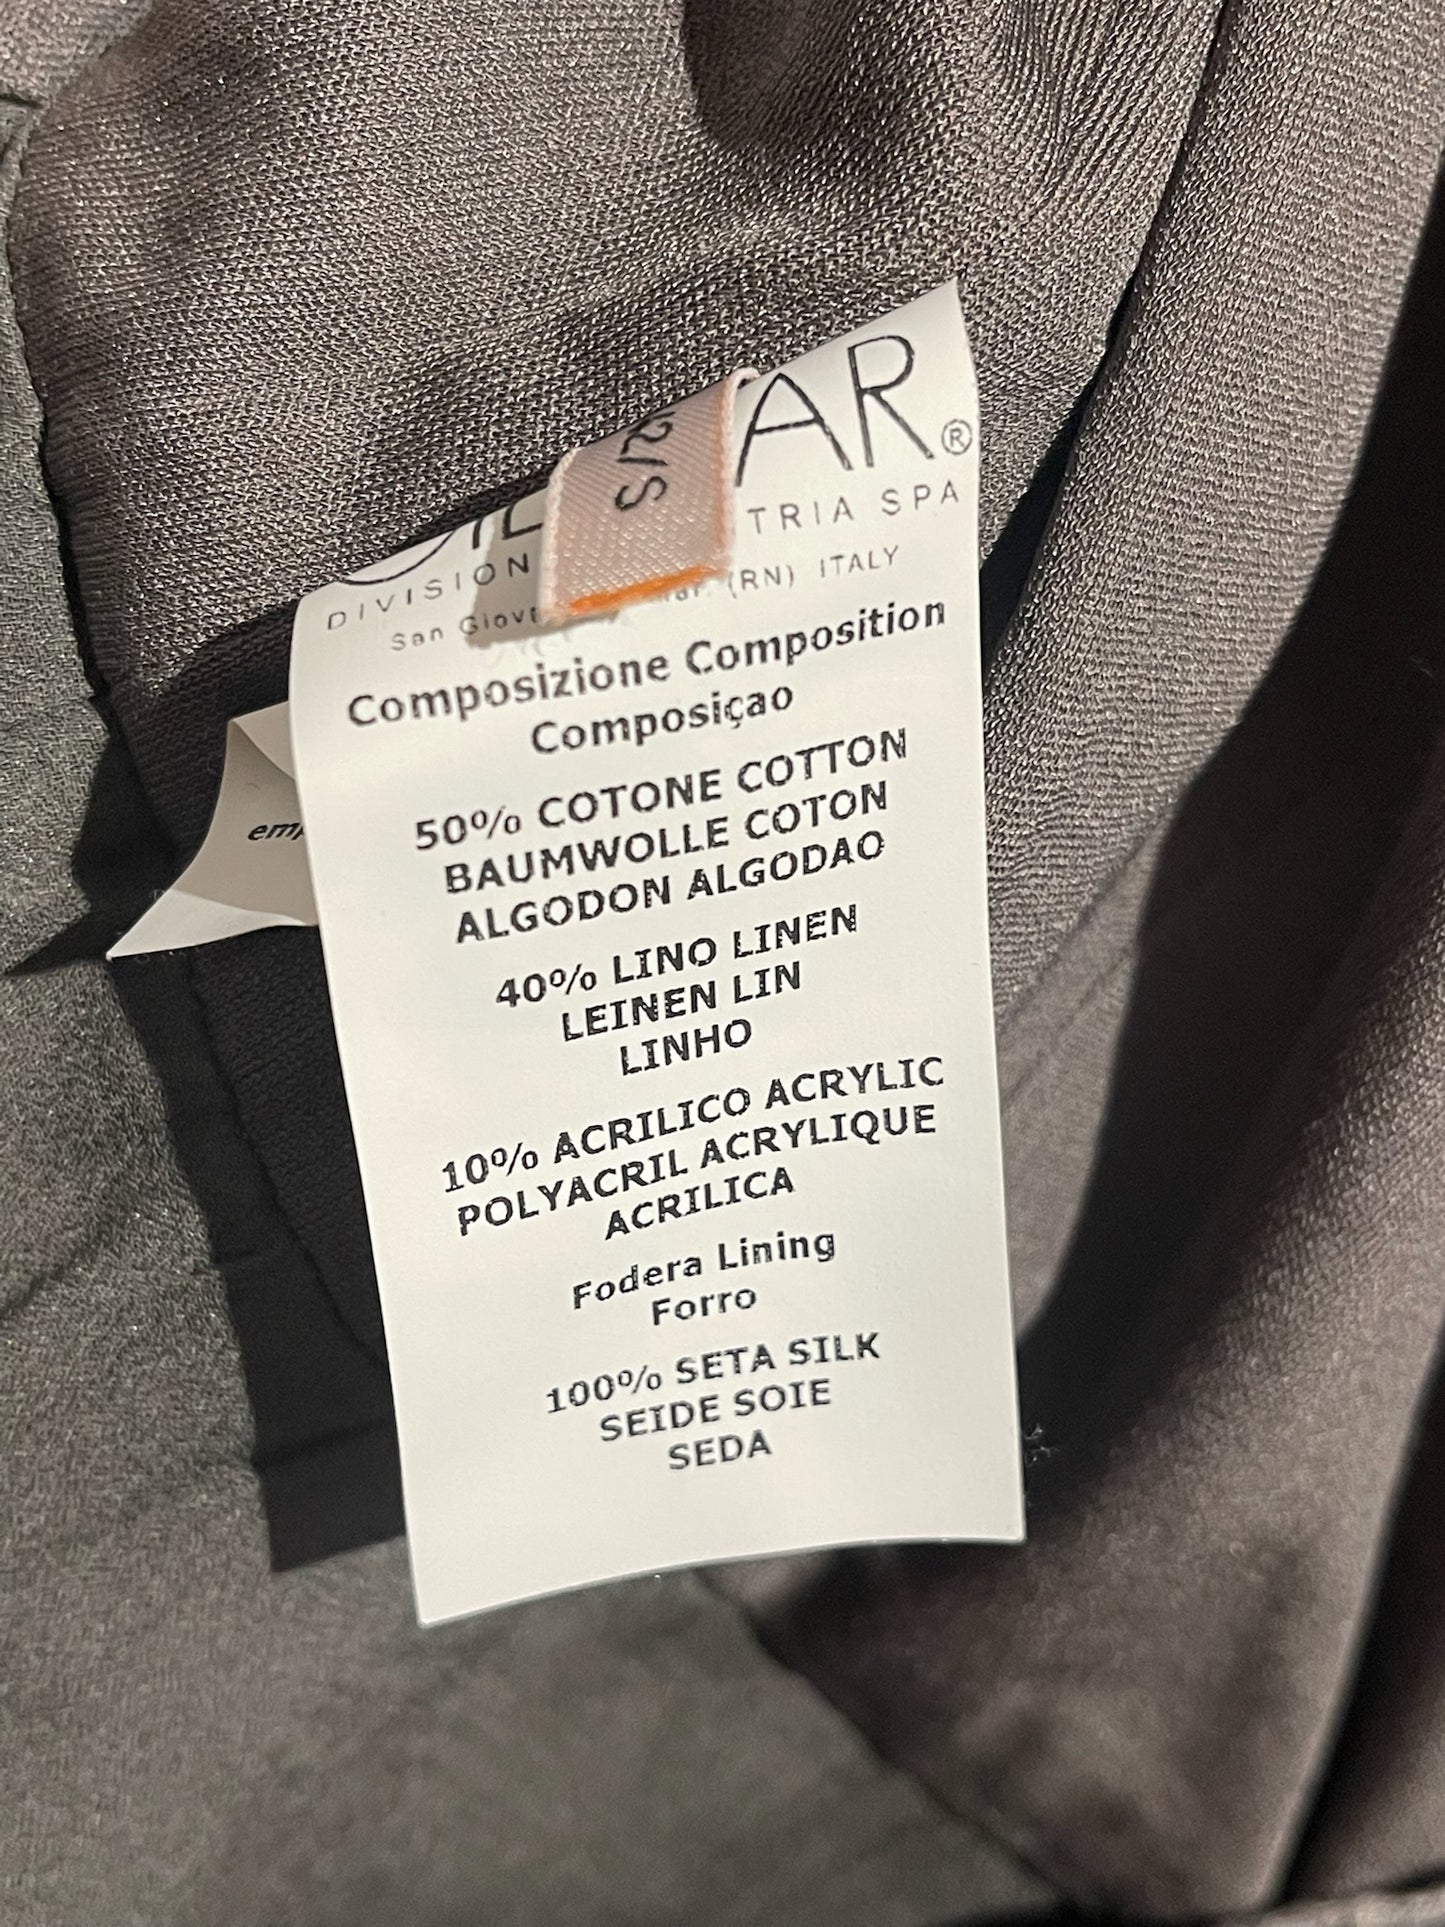 AR®
DIVISION TRIA SPA
San (RN) ITALY
2/S
Composizione Composition
Composiçao
50% COTONE COTTON
BAUMWOLLE COTON
ALGODON ALGODAO
40% LINO LINEN
LEINEN LIN
LINHO
10% ACRILICO ACRYLIC
POLYACRIL ACRYLIQUE
ACRILICA
Fodera Lining
Forro
100% SETA SILK
SEIDE SOIE
SEDA